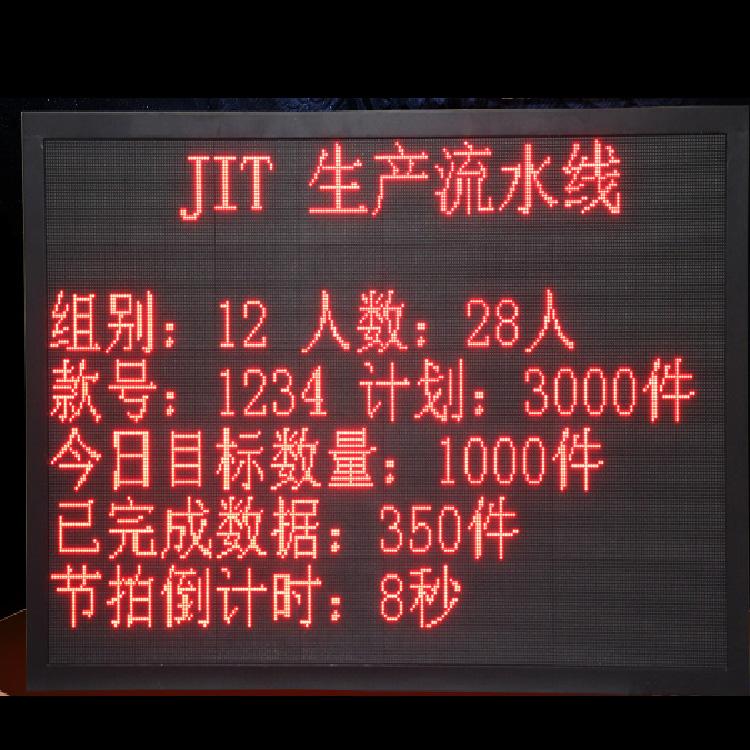 JIT 生产流水线
组别：12 人数：28人
款号：1234 计划：3000件
今日目标数量：1000件
已完成数据：350件
节拍倒计时：8秒